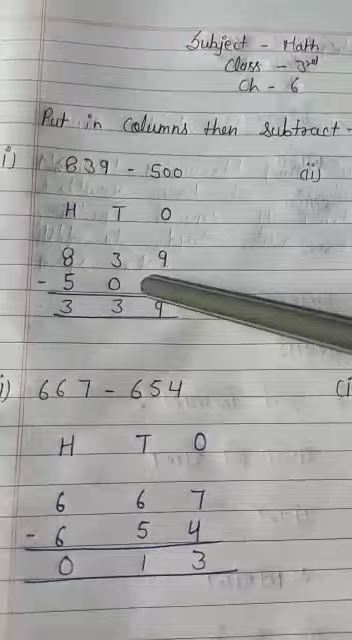 Subject - Math
Class - 3rd
Ch - 6
Put in columns then subtract-
i) 839 - 500 (ii)
H T O
8 3 9
- 5 0
3 3 9
i) 667 - 654 (i
H T O
6 6 7
- 6 5 4
0 1 3